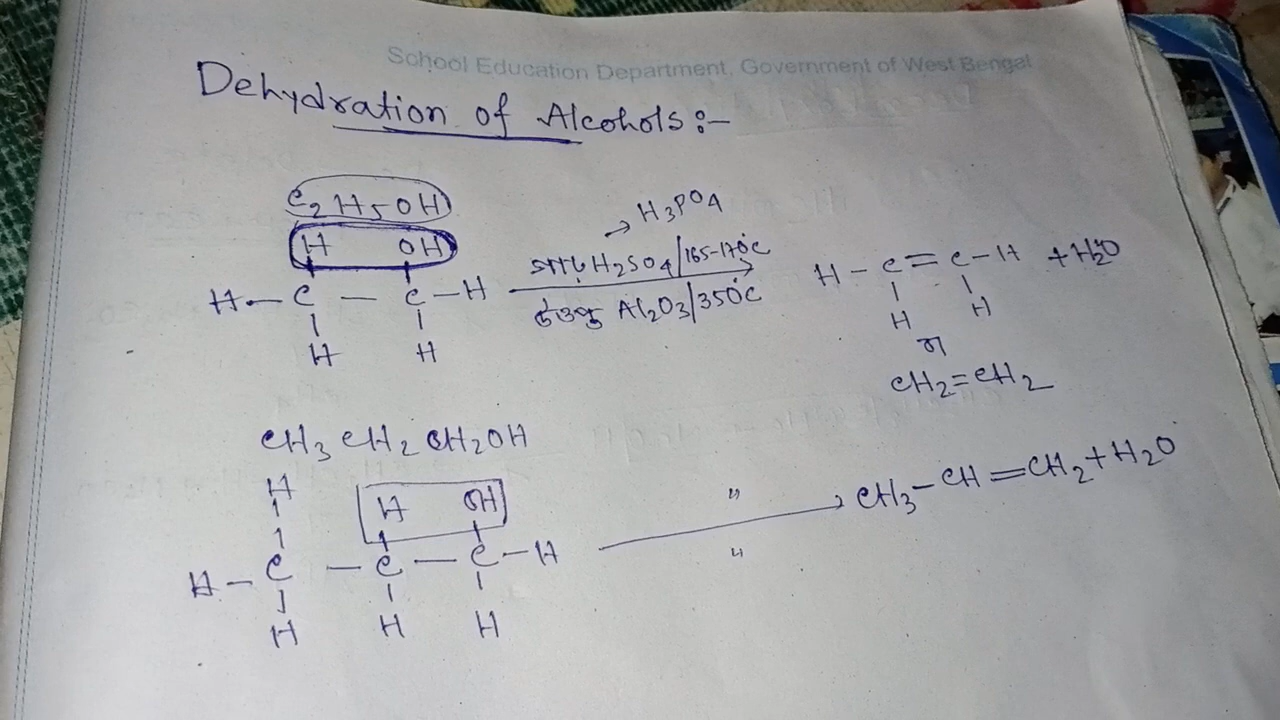 School Education Department, Government of West Bengal
Dehydration of Alcohols:-
C2H5OH
H OH
H - C - C - H
H H
→ H3PO4
গাঢ় H2SO4/165-170°C
উত্তপ্ত Al2O3/350°C
H - C = C - H + H2O
H H
বা
CH2=CH2
CH3CH2CH2OH
H H OH
H - C - C - C - H
H H H
"
"
CH3-CH=CH2+H2O